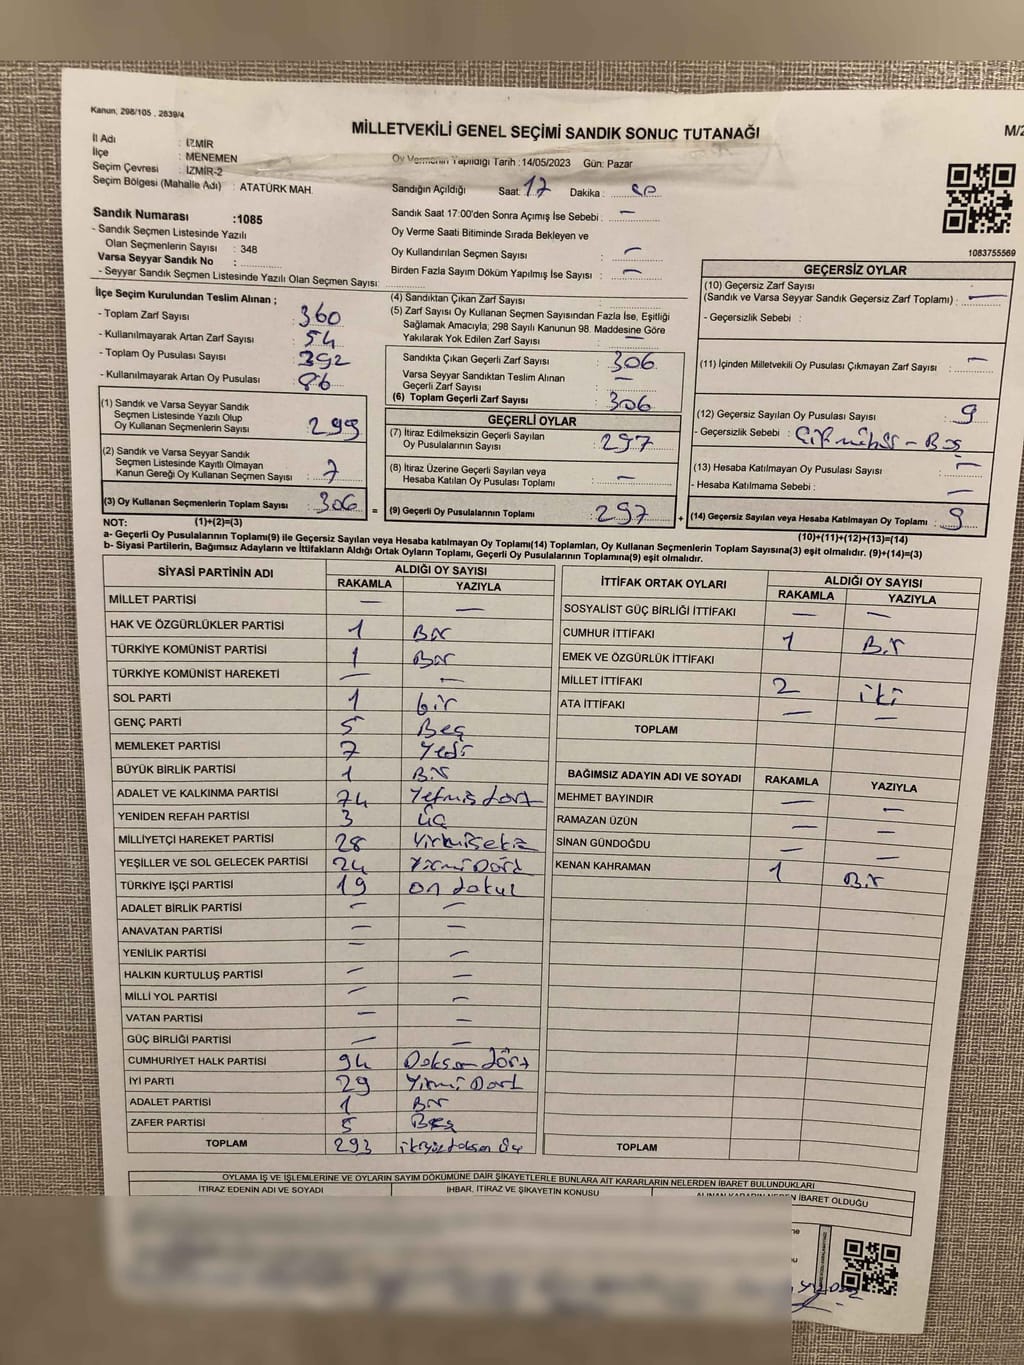 Kanun; 298/105 , 2839/4
MİLLETVEKİLİ GENEL SEÇİMİ SANDIK SONUÇ TUTANAĞI
M/2
İl Adı : İZMİR
İlçe : MENEMEN
Seçim Çevresi : İZMİR-2
Seçim Bölgesi (Mahalle Adı) : ATATÜRK MAH.
Oy Vermenin Yapıldığı Tarih :14/05/2023 Gün: Pazar
Sandığın Açıldığı Saat: 17 Dakika :
Sandık Saat 17:00'den Sonra Açımış İse Sebebi : —
Oy Verme Saati Bitiminde Sırada Bekleyen ve
Oy Kullandırılan Seçmen Sayısı : —
Birden Fazla Sayım Döküm Yapılmış İse Sayısı : —
Sandık Numarası :1085
- Sandık Seçmen Listesinde Yazılı
Olan Seçmenlerin Sayısı : 348
Varsa Seyyar Sandık No :
- Seyyar Sandık Seçmen Listesinde Yazılı Olan Seçmen Sayısı:
1083755569
İlçe Seçim Kurulundan Teslim Alınan ;
- Toplam Zarf Sayısı : 360
- Kullanılmayarak Artan Zarf Sayısı : 54
- Toplam Oy Pusulası Sayısı : 392
- Kullanılmayarak Artan Oy Pusulası : 86
(1) Sandık ve Varsa Seyyar Sandık
Seçmen Listesinde Yazılı Olup
Oy Kullanan Seçmenlerin Sayısı : 299
(2) Sandık ve Varsa Seyyar Sandık
Seçmen Listesinde Kayıtlı Olmayan
Kanun Gereği Oy Kullanan Seçmen Sayısı : 7
(3) Oy Kullanan Seçmenlerin Toplam Sayısı : 306 =
(4) Sandıktan Çıkan Zarf Sayısı :
(5) Zarf Sayısı Oy Kullanan Seçmen Sayısından Fazla İse, Eşitliği
Sağlamak Amacıyla; 298 Sayılı Kanunun 98. Maddesine Göre
Yakılarak Yok Edilen Zarf Sayısı : —
Sandıkta Çıkan Geçerli Zarf Sayısı : 306
Varsa Seyyar Sandıktan Teslim Alınan
Geçerli Zarf Sayısı : —
(6) Toplam Geçerli Zarf Sayısı : 306
GEÇERLİ OYLAR
(7) İtiraz Edilmeksizin Geçerli Sayılan
Oy Pusulalarının Sayısı : 297
(8) İtiraz Üzerine Geçerli Sayılan veya
Hesaba Katılan Oy Pusulası Toplamı : —
(9) Geçerli Oy Pusulalarının Toplamı : 297 +
GEÇERSİZ OYLAR
(10) Geçersiz Zarf Sayısı
(Sandık ve Varsa Seyyar Sandık Geçersiz Zarf Toplamı) : —
- Geçersizlik Sebebi :
(11) İçinden Milletvekili Oy Pusulası Çıkmayan Zarf Sayısı : —
(12) Geçersiz Sayılan Oy Pusulası Sayısı : 9
- Geçersizlik Sebebi : Çift mühür - Boş
(13) Hesaba Katılmayan Oy Pusulası Sayısı : —
- Hesaba Katılmama Sebebi : —
(14) Geçersiz Sayılan veya Hesaba Katılmayan Oy Toplamı : 9
NOT: (1)+(2)=(3)
(10)+(11)+(12)+(13)=(14)
a- Geçerli Oy Pusulasının Toplamı(9) ile Geçersiz Sayılan veya Hesaba katılmayan Oy Toplamı(14) Toplamları, Oy Kullanan Seçmenlerin Toplam Sayısına(3) eşit olmalıdır. (9)+(14)=(3)
b- Siyasi Partilerin, Bağımsız Adayların ve İttifakların Aldığı Ortak Oyların Toplamı, Geçerli Oy Pusulalarının Toplamına(9) Eşit olmalıdır.
SİYASİ PARTİNİN ADI ALDIĞI OY SAYISI
RAKAMLA YAZIYLA
MİLLET PARTİSİ — —
HAK VE ÖZGÜRLÜKLER PARTİSİ 1 Bir
TÜRKİYE KOMÜNİST PARTİSİ 1 Bir
TÜRKİYE KOMÜNİST HAREKETİ — —
SOL PARTİ 1 bir
GENÇ PARTİ 5 Beş
MEMLEKET PARTİSİ 7 Yedi
BÜYÜK BİRLİK PARTİSİ 1 Bir
ADALET VE KALKINMA PARTİSİ 74 Yetmiş dört
YENİDEN REFAH PARTİSİ 3 Üç
MİLLİYETÇİ HAREKET PARTİSİ 28 Yirmisekiz
YEŞİLLER VE SOL GELECEK PARTİSİ 24 Yirmi Dört
TÜRKİYE İŞÇİ PARTİSİ 19 on dokuz
ADALET BİRLİK PARTİSİ — —
ANAVATAN PARTİSİ — —
YENİLİK PARTİSİ — —
HALKIN KURTULUŞ PARTİSİ — —
MİLLİ YOL PARTİSİ — —
VATAN PARTİSİ — —
GÜÇ BİRLİĞİ PARTİSİ — —
CUMHURİYET HALK PARTİSİ 94 Doksan dört
İYİ PARTİ 29 Yirmi Dört
ADALET PARTİSİ 1 Bir
ZAFER PARTİSİ 5 Beş
TOPLAM 293 ikiyüzdoksan Üç
İTTİFAK ORTAK OYLARI ALDIĞI OY SAYISI
RAKAMLA YAZIYLA
SOSYALİST GÜÇ BİRLİĞİ İTTİFAKI — —
CUMHUR İTTİFAKI 1 Bir
EMEK VE ÖZGÜRLÜK İTTİFAKI
MİLLET İTTİFAKI 2 iki
ATA İTTİFAKI — —
TOPLAM
BAĞIMSIZ ADAYIN ADI VE SOYADI RAKAMLA YAZIYLA
MEHMET BAYINDIR — —
RAMAZAN ÜZÜN — —
SİNAN GÜNDOĞDU — —
KENAN KAHRAMAN 1 Bir
TOPLAM
OYLAMA İŞ VE İŞLEMLERİNE VE OYLARIN SAYIM DÖKÜMÜNE DAİR ŞİKAYETLERLE BUNLARA AİT KARARLARIN NELERDEN İBARET BULUNDUKLARI
İTİRAZ EDENİN ADI VE SOYADI İHBAR, İTİRAZ VE ŞİKAYETİN KONUSU ALINAN KARARIN NEDEN İBARET OLDUĞU